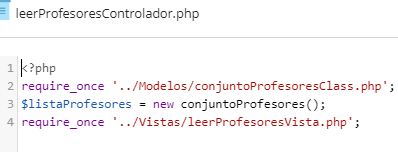 leerProfesoresControlador.php
1 <?php
2 require_once '../Modelos/conjuntoProfesoresClass.php';
3 $listaProfesores = new conjuntoProfesores();
4 require_once '../Vistas/leerProfesoresVista.php';